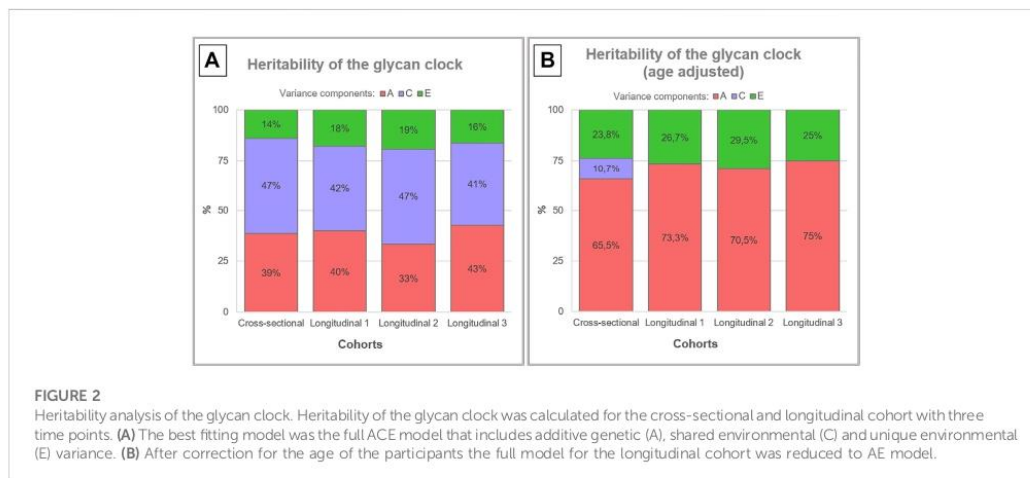 A
Heritability of the glycan clock
Variance components: A C E
100
75
50
25
0
%
14%
18%
19%
16%
47%
42%
47%
41%
39%
40%
33%
43%
Cross-sectional Longitudinal 1 Longitudinal 2 Longitudinal 3
Cohorts
B
Heritability of the glycan clock
(age adjusted)
Variance components: A C E
100
75
50
25
0
%
23,8%
26,7%
29,5%
25%
10,7%
65,5%
73,3%
70,5%
75%
Cross-sectional Longitudinal 1 Longitudinal 2 Longitudinal 3
Cohorts
FIGURE 2
Heritability analysis of the glycan clock. Heritability of the glycan clock was calculated for the cross-sectional and longitudinal cohort with three
time points. (A) The best fitting model was the full ACE model that includes additive genetic (A), shared environmental (C) and unique environmental
(E) variance. (B) After correction for the age of the participants the full model for the longitudinal cohort was reduced to AE model.